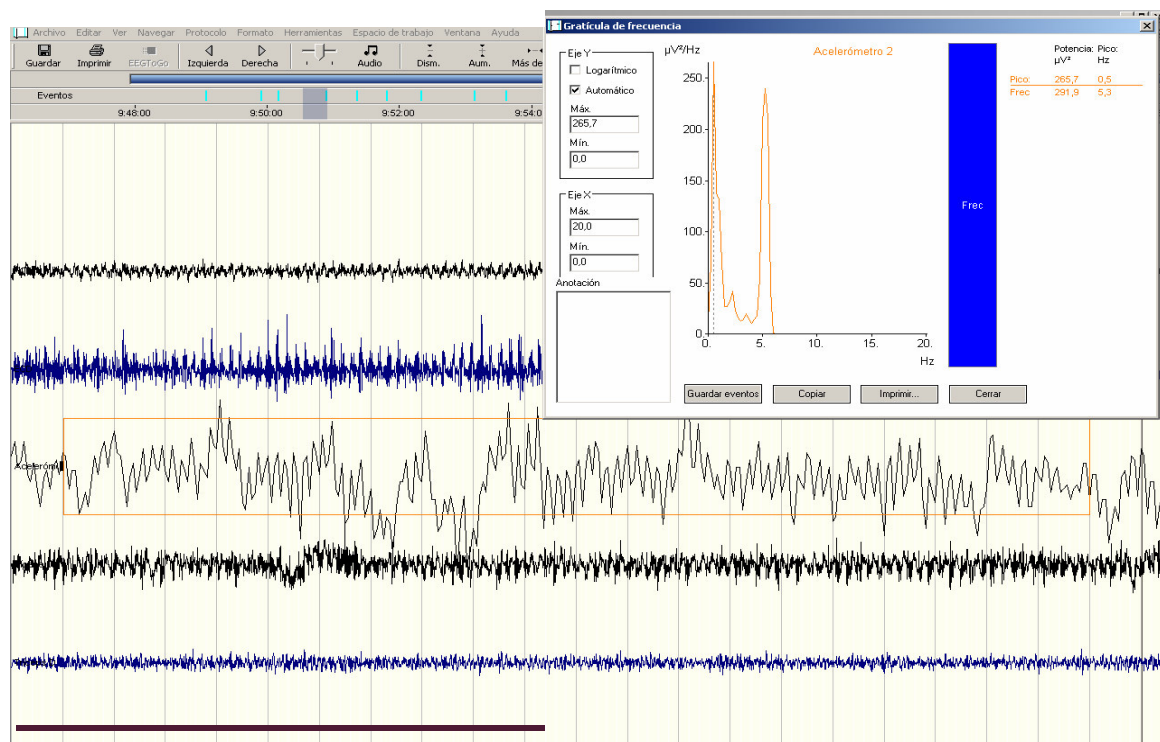 Archivo Editar Ver Navegar Protocolo Formato Herramientas Espacio de trabajo Ventana Ayuda
Guardar Imprimir EEGToGo Izquierda Derecha Audio Dism. Aum. Más de
Eventos
9:48:00 9:50:00 9:52:00 9:54:0
Aceleróm
Gratícula de frecuencia
Eje Y
Logarítmico
Automático
Máx.
265,7
Mín.
0,0
Eje X
Máx.
20,0
Mín.
0,0
Anotación
µV²/Hz
Acelerómetro 2
250.
200.
150.
100.
50.
0.
0. 5. 10. 15. 20.
Hz
Frec
Potencia: Pico:
µV² Hz
Pico: 265,7 0,5
Frec 291,9 5,3
Guardar eventos Copiar Imprimir... Cerrar